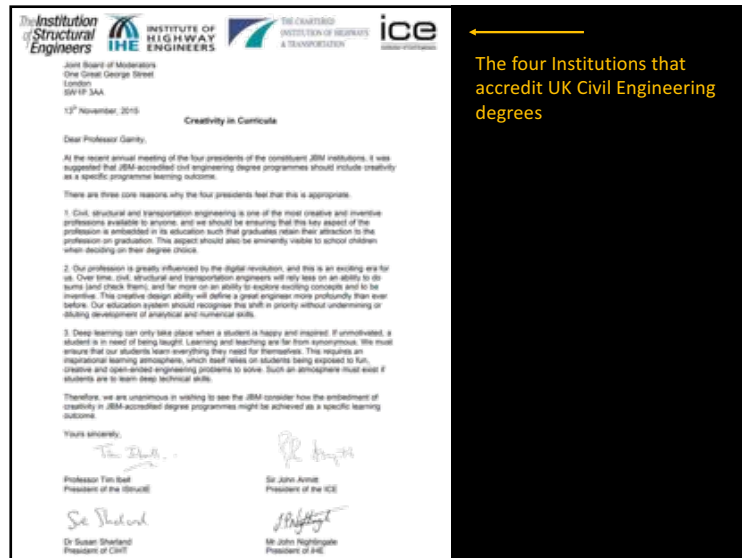 The Institution
of Structural
Engineers
IHE
INSTITUTE OF
HIGHWAY
ENGINEERS
THE CHARTERED
INSTITUTION OF HIGHWAYS
& TRANSPORTATION
ice
Joint Board of Moderators
One Great George Street
London
SW1P 3AA
13th November, 2015
Creativity in Curricula
Dear Professor Garrity,
At the recent annual meeting of the four presidents of the constituent JBM institutions, it was
suggested that JBM-accredited civil engineering degree programmes should include creativity
as a specific programme learning outcome.
There are three core reasons why the four presidents feel that this is appropriate.
1. Civil, structural and transportation engineering is one of the most creative and inventive
professions available to anyone, and we should be ensuring that this key aspect of the
profession is embedded in its education such that graduates retain their attraction to the
profession on graduation. This aspect should also be eminently visible to school children
when deciding on their degree choice.
2. Our profession is greatly influenced by the digital revolution, and this is an exciting era for
us. Over time, civil, structural and transportation engineers will rely less on an ability to do
sums (and check them), and far more on an ability to explore exciting concepts and to be
inventive. This creative design ability will define a great engineer more profoundly than ever
before. Our education system should recognise this shift in priority without undermining or
diluting development of analytical and numerical skills.
3. Deep learning can only take place when a student is happy and inspired. If unmotivated, a
student is in need of being taught. Learning and teaching are far from synonymous. We must
ensure that our students learn everything they need for themselves. This requires an
inspirational learning atmosphere, which itself relies on students being exposed to fun,
creative and open-ended engineering problems to solve. Such an atmosphere must exist if
students are to learn deep technical skills.
Therefore, we are unanimous in wishing to see the JBM consider how the embedment of
creativity in JBM-accredited degree programmes might be achieved as a specific learning
outcome.
Yours sincerely,
Professor Tim Ibell
President of the IStructE
Sir John Armitt
President of the ICE
Dr Susan Sharland
President of CIHT
Mr John Nightingale
President of IHE
The four Institutions that
accredit UK Civil Engineering
degrees